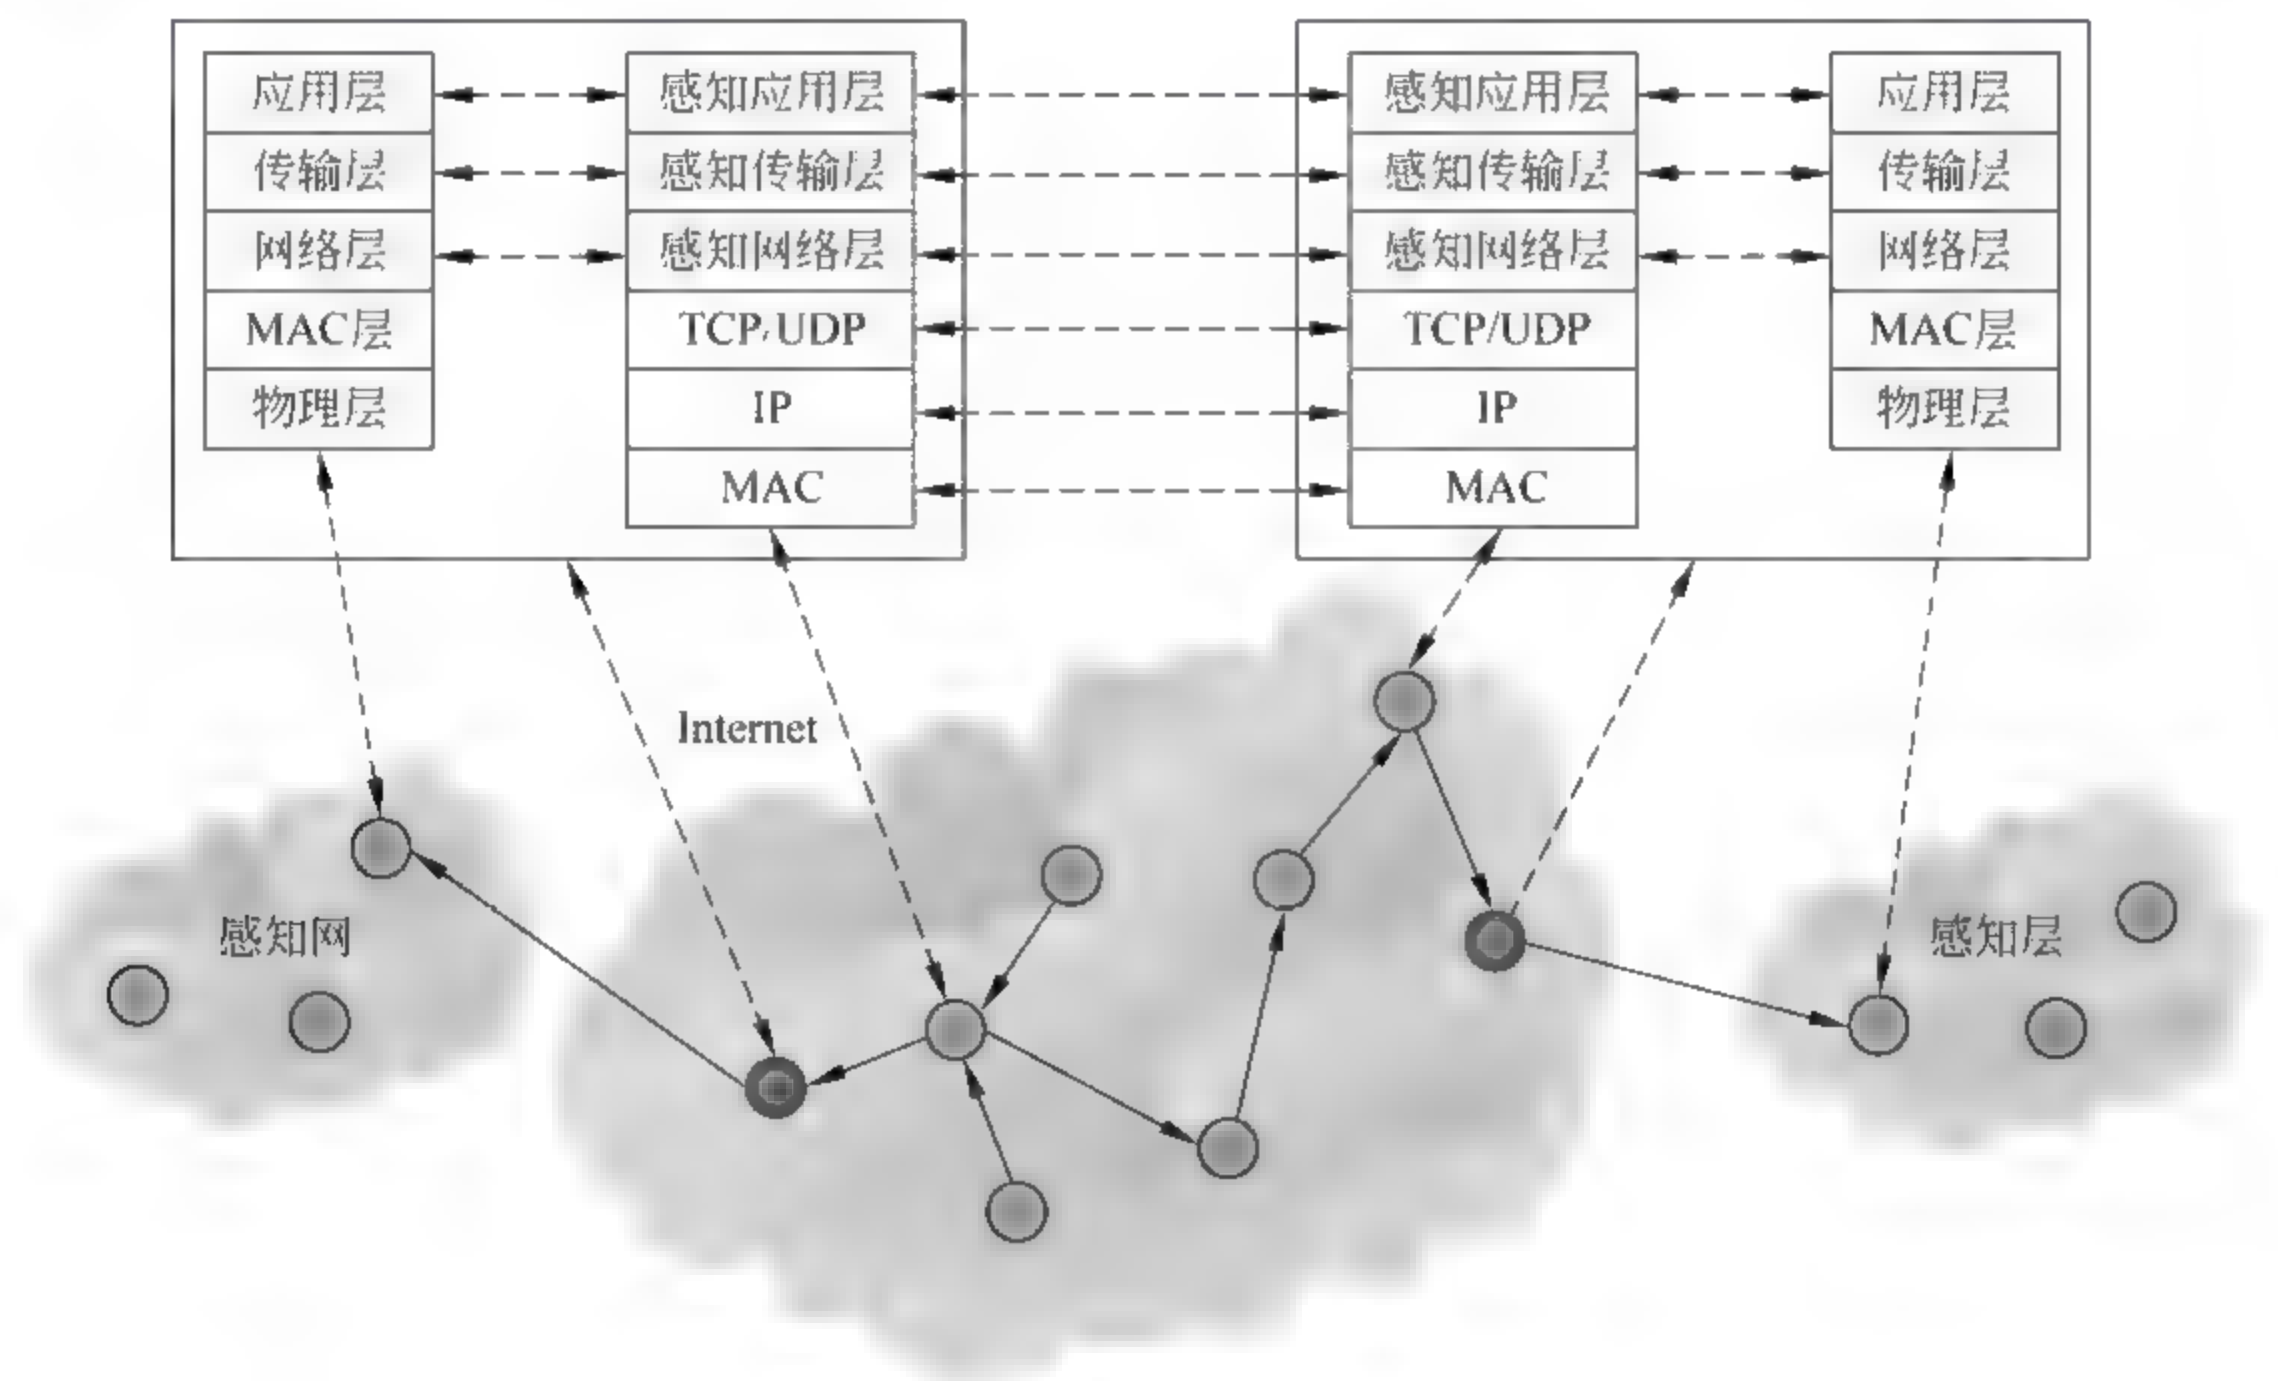 应用层 感知应用层 感知应用层 应用层
传输层 感知传输层 感知传输层 传输层
网络层 感知网络层 感知网络层 网络层
MAC层 TCP/UDP TCP/UDP MAC层
物理层 IP IP 物理层
MAC MAC
Internet
感知网 感知层